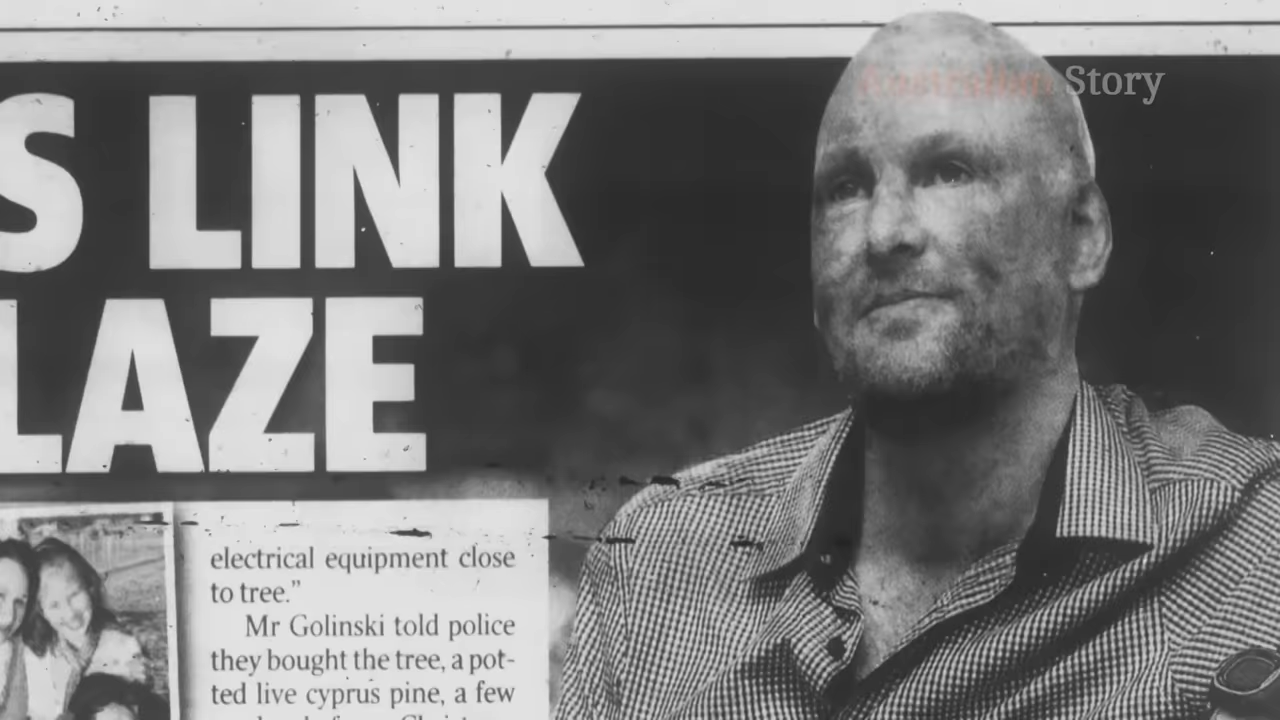 Australian Story
S LINK
LAZE
electrical equipment close
to tree.”
Mr Golinski told police
they bought the tree, a pot-
ted live cyprus pine, a few